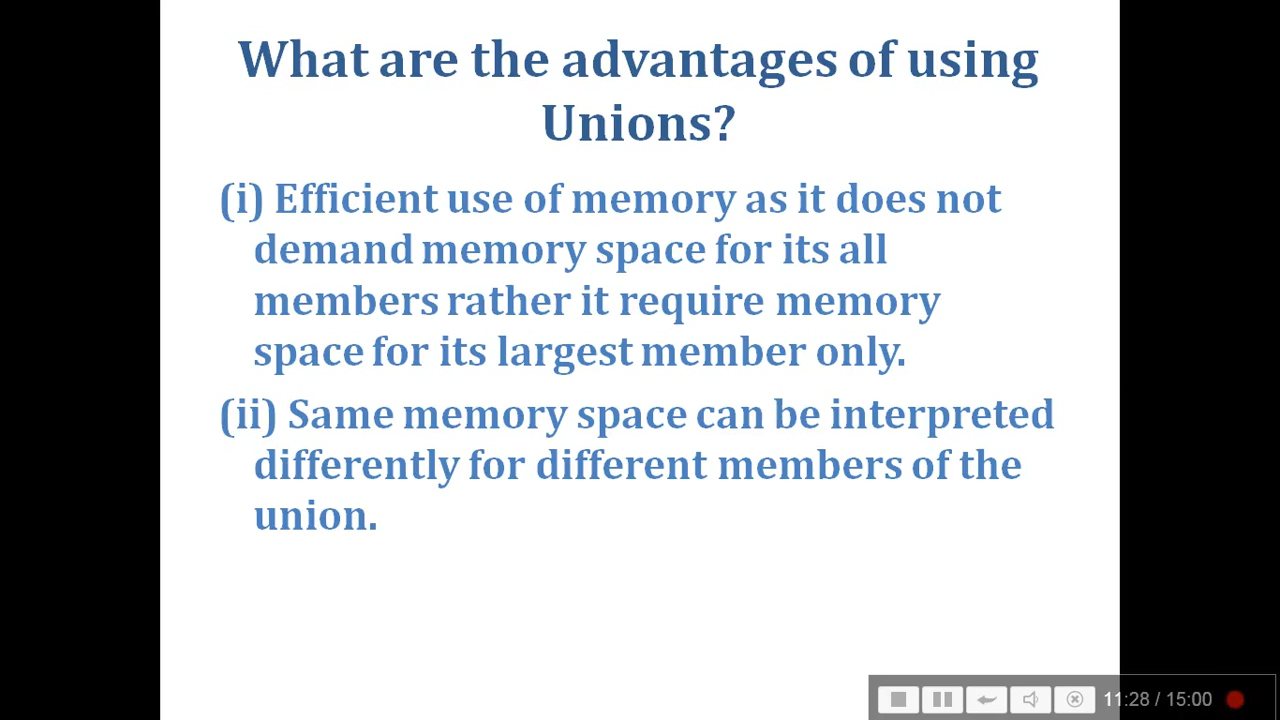 What are the advantages of using
Unions?
(i) Efficient use of memory as it does not
demand memory space for its all
members rather it require memory
space for its largest member only.
(ii) Same memory space can be interpreted
differently for different members of the
union.
11:28 / 15:00